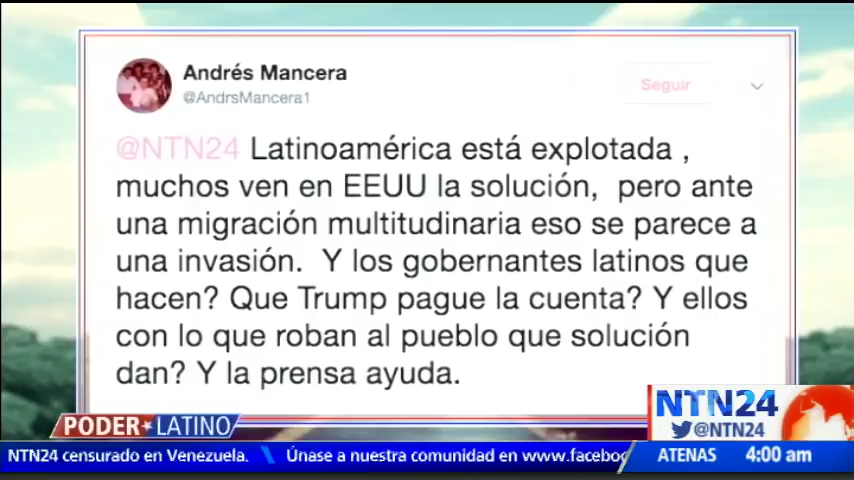 Andrés Mancera
@AndrsMancera1
Seguir
@NTN24 Latinoamérica está explotada ,
muchos ven en EEUU la solución, pero ante
una migración multitudinaria eso se parece a
una invasión. Y los gobernantes latinos que
hacen? Que Trump pague la cuenta? Y ellos
con lo que roban al pueblo que solución
dan? Y la prensa ayuda.
NTN24
@NTN24
PODER LATINO
NTN24 censurado en Venezuela. \ Únase a nuestra comunidad en www.faceboo
ATENAS 4:00 am